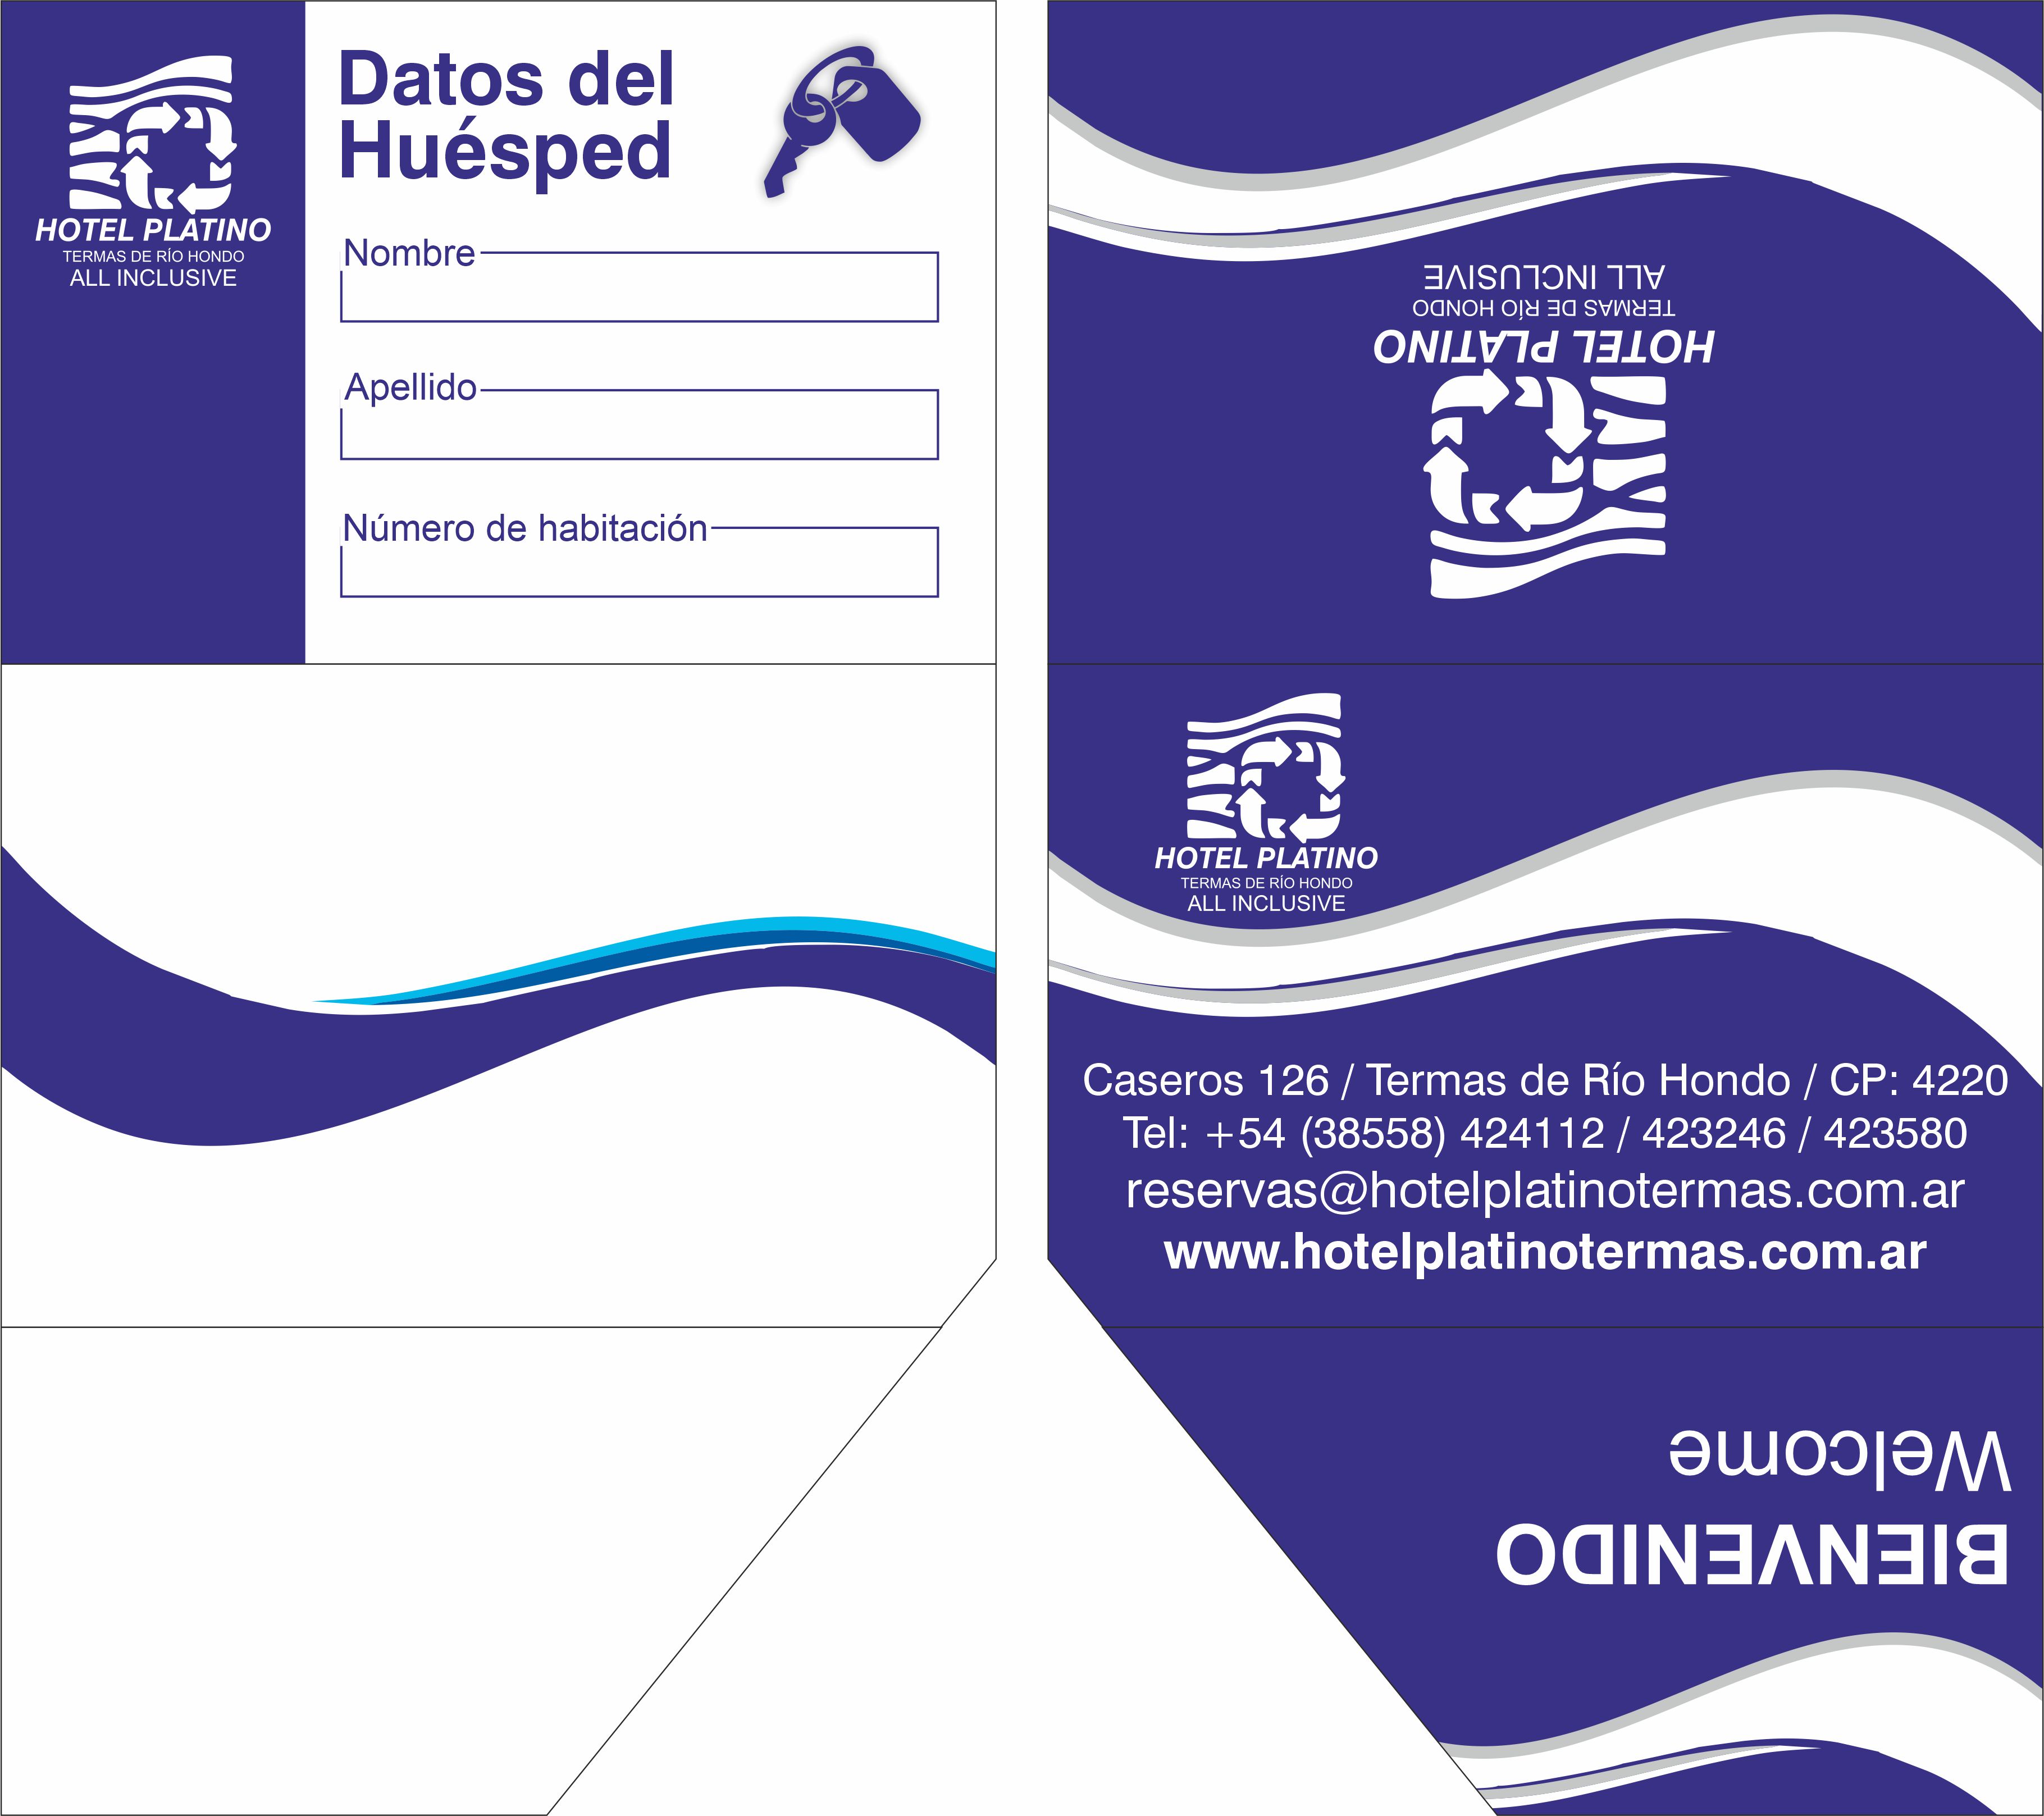 HOTEL PLATINO
TERMAS DE RÍO HONDO
ALL INCLUSIVE
Datos del
Huésped
Nombre
Apellido
Número de habitación
HOTEL PLATINO
TERMAS DE RÍO HONDO
ALL INCLUSIVE
HOTEL PLATINO
TERMAS DE RÍO HONDO
ALL INCLUSIVE
Caseros 126 / Termas de Río Hondo / CP: 4220
Tel: +54 (38558) 424112 / 423246 / 423580
reservas@hotelplatinotermas.com.ar
www.hotelplatinotermas.com.ar
BIENVENIDO
Welcome